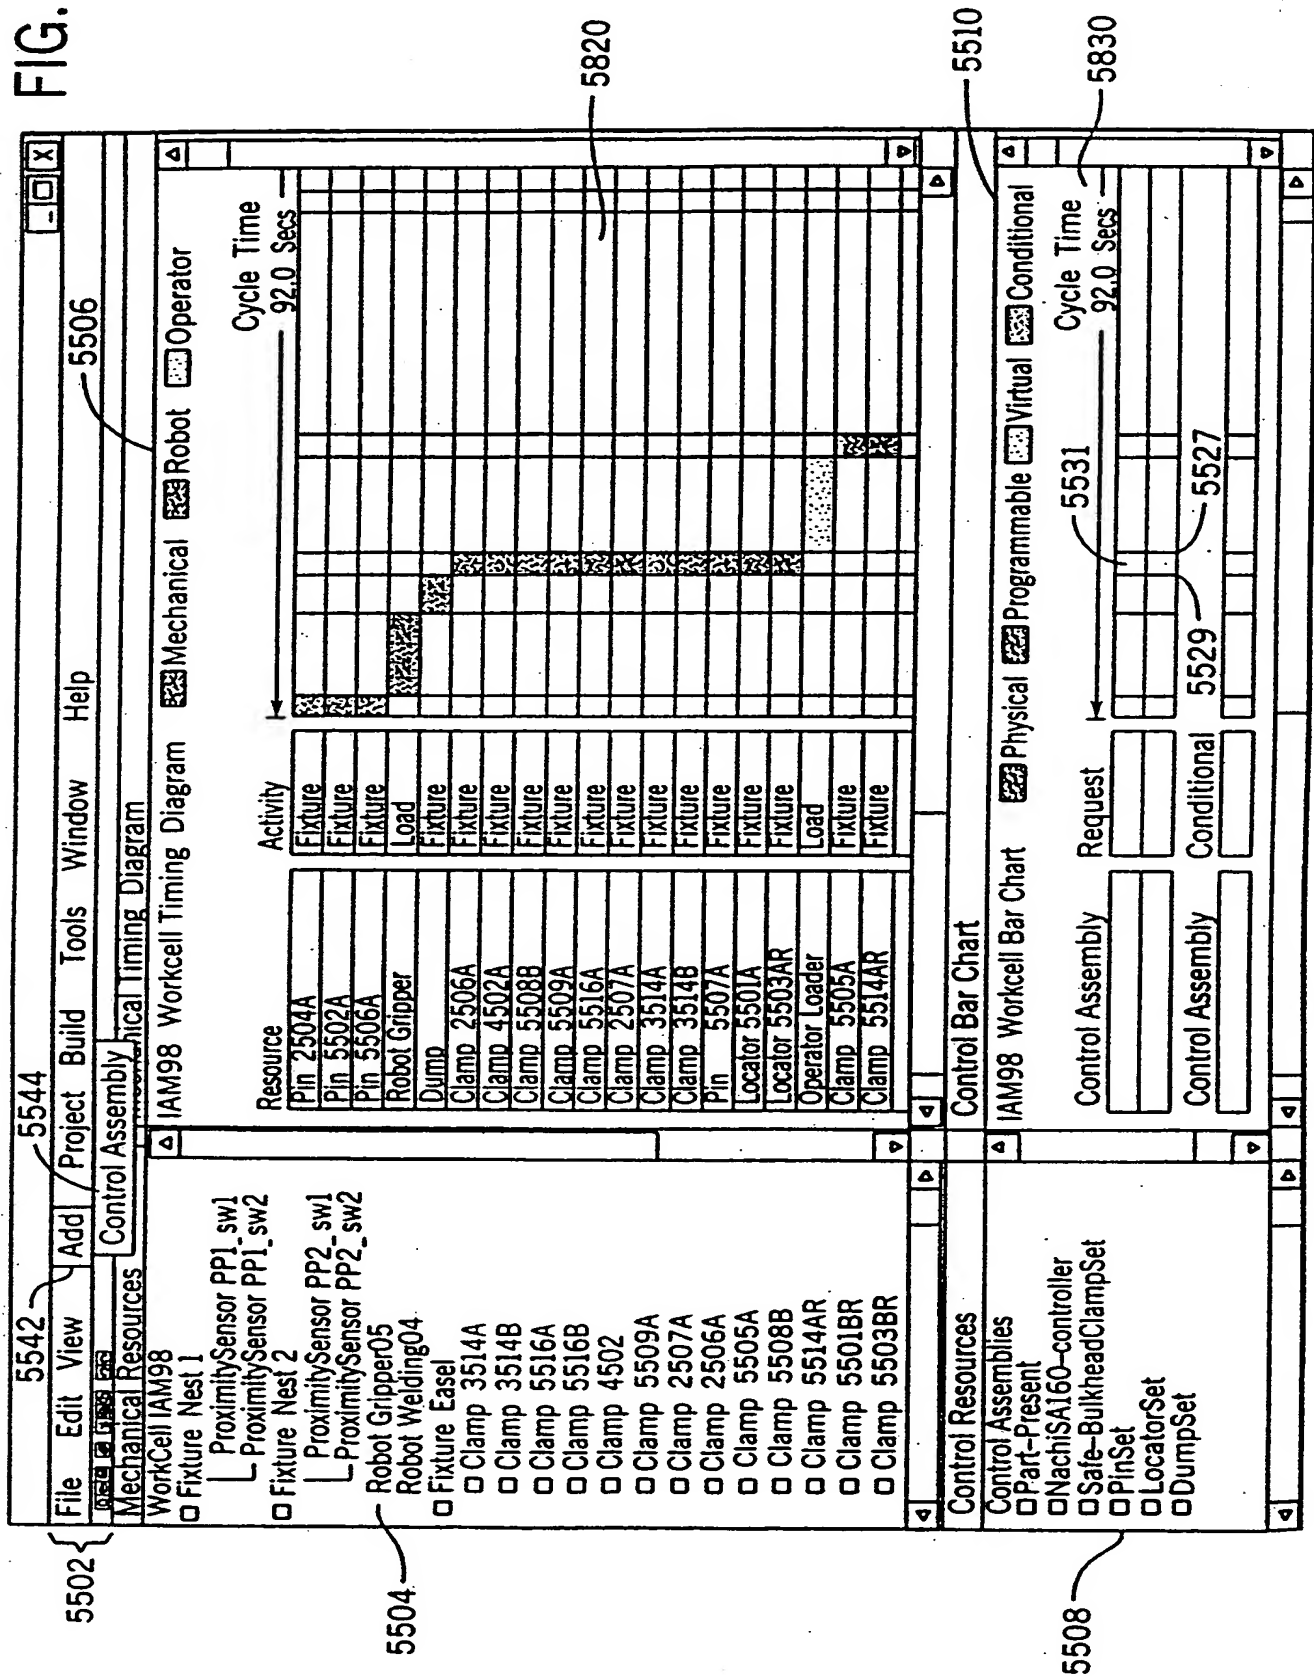 FIG.
5542
5544
5502
File Edit View Add Project Build Tools Window Help
Control Assembly
5506
Mechanical Resources
WorkCell IAM98
Fixture Nest 1
ProximitySensor PP1_sw1
ProximitySensor PP1_sw2
Fixture Nest 2
ProximitySensor PP2_sw1
ProximitySensor PP2_sw2
Robot Gripper05
Robot Welding04
Fixture Easel
Clamp 3514A
Clamp 3514B
Clamp 5516A
Clamp 5516B
Clamp 4502
Clamp 5509A
Clamp 2507A
Clamp 2506A
Clamp 5505A
Clamp 5508B
Clamp 5514AR
Clamp 5501BR
Clamp 5503BR
5504
Timing Diagram
IAM98 Workcell Timing Diagram Mechanical Robot Operator
Resource Activity Cycle Time
92.0 Secs
Pin 2504A Fixture
Pin 5502A Fixture
Pin 5506A Fixture
Robot Gripper Load
Dump Fixture
Clamp 2506A Fixture
Clamp 4502A Fixture
Clamp 5508B Fixture
Clamp 5509A Fixture
Clamp 5516A Fixture
Clamp 2507A Fixture
Clamp 3514A Fixture
Clamp 3514B Fixture
Pin 5507A Fixture
Locator 5501A Fixture
Locator 5503AR Fixture
Operator Loader Load
Clamp 5505A Fixture
Clamp 5514AR Fixture
5820
Control Resources
Control Assemblies
Part-Present
NachiSA160-controller
Safe-BulkheadClampSet
PinSet
LocatorSet
DumpSet
5508
Control Bar Chart
5510
IAM98 Workcell Bar Chart Physical Programmable Virtual Conditional
Control Assembly Request Cycle Time
92.0 Secs
5830
5531
5529
5527
Control Assembly Conditional